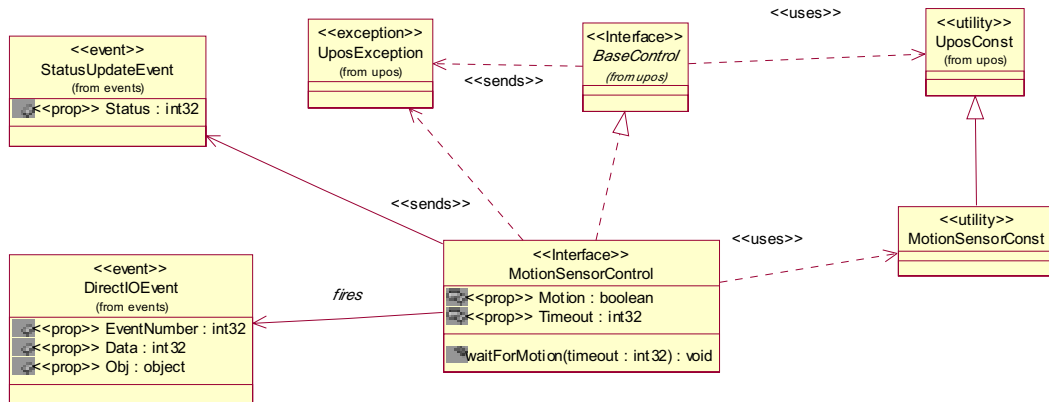 <<event>>
StatusUpdateEvent
(from events)
<<prop>> Status : int32
<<exception>>
UposException
(from upos)
<<sends>>
<<Interface>>
BaseControl
(from upos)
<<uses>>
<<utility>>
UposConst
(from upos)
<<sends>>
<<uses>>
<<utility>>
MotionSensorConst
<<event>>
DirectIOEvent
(from events)
<<prop>> EventNumber : int32
<<prop>> Data : int32
<<prop>> Obj : object
fires
<<Interface>>
MotionSensorControl
<<prop>> Motion : boolean
<<prop>> Timeout : int32
waitForMotion(timeout : int32) : void